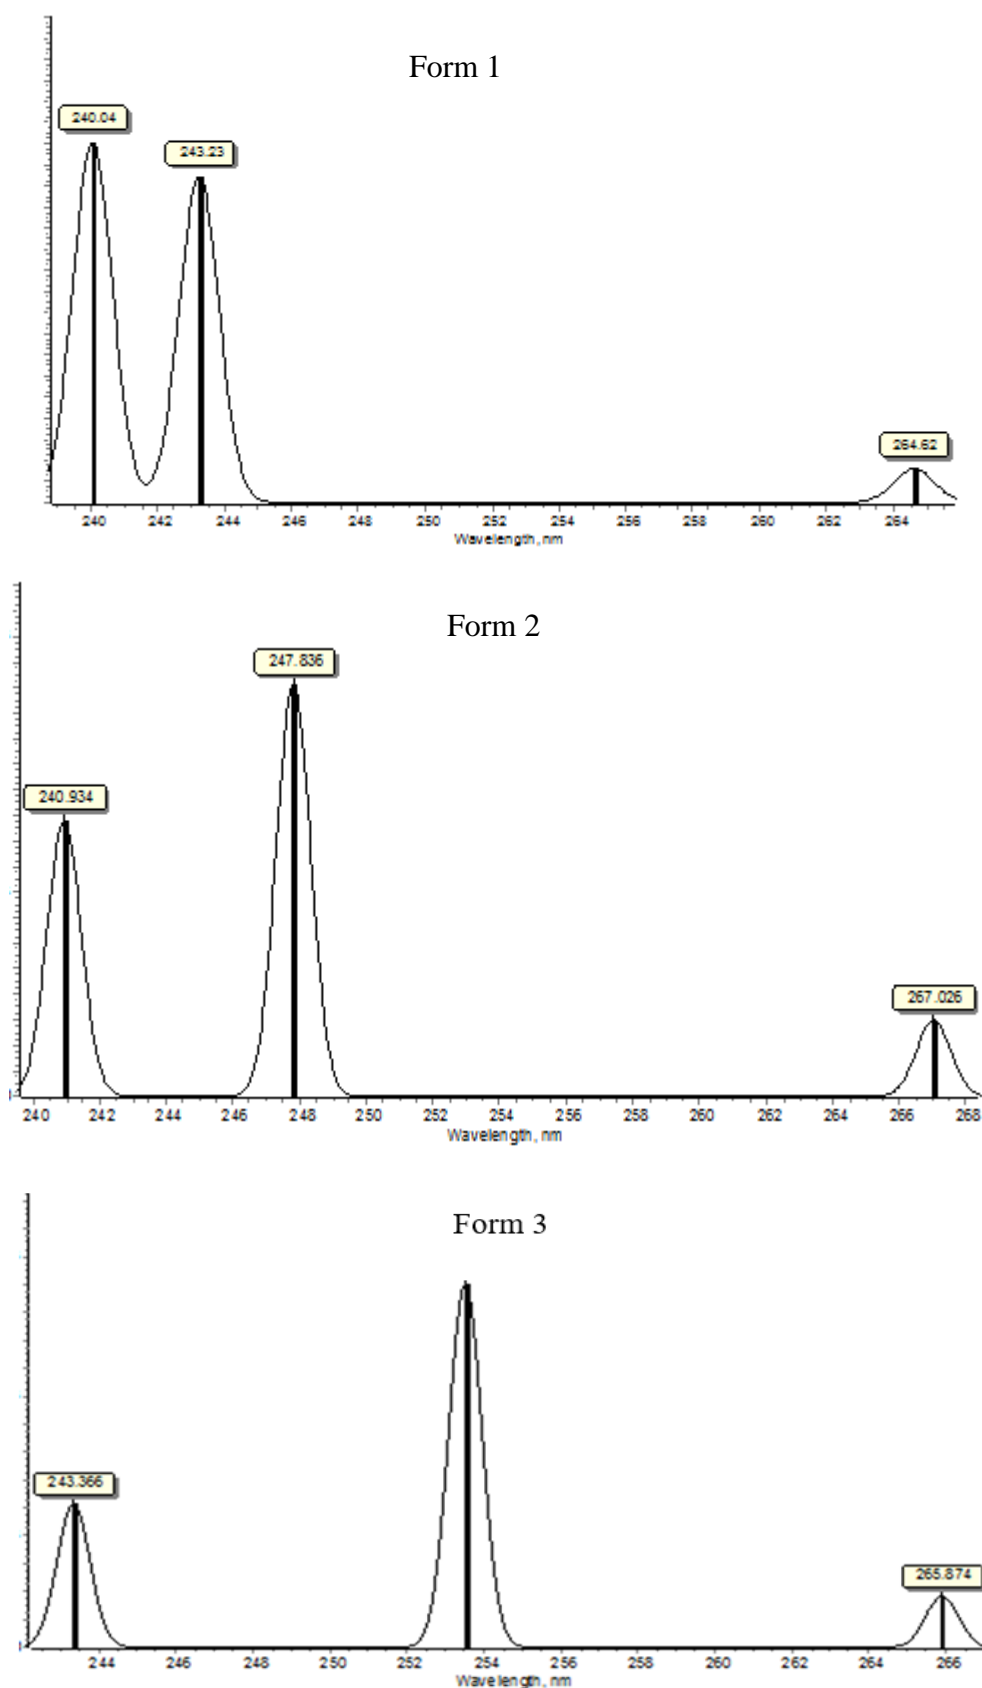 Form 1
240.04
243.23
264.62
240 242 244 246 248 250 252 254 256 258 260 262 264
Wavelength, nm
Form 2
247.836
240.934
267.026
240 242 244 246 248 250 252 254 256 258 260 262 264 266 268
Wavelength, nm
Form 3
243.366
265.874
244 246 248 250 252 254 256 258 260 262 264 266
Wavelength, nm